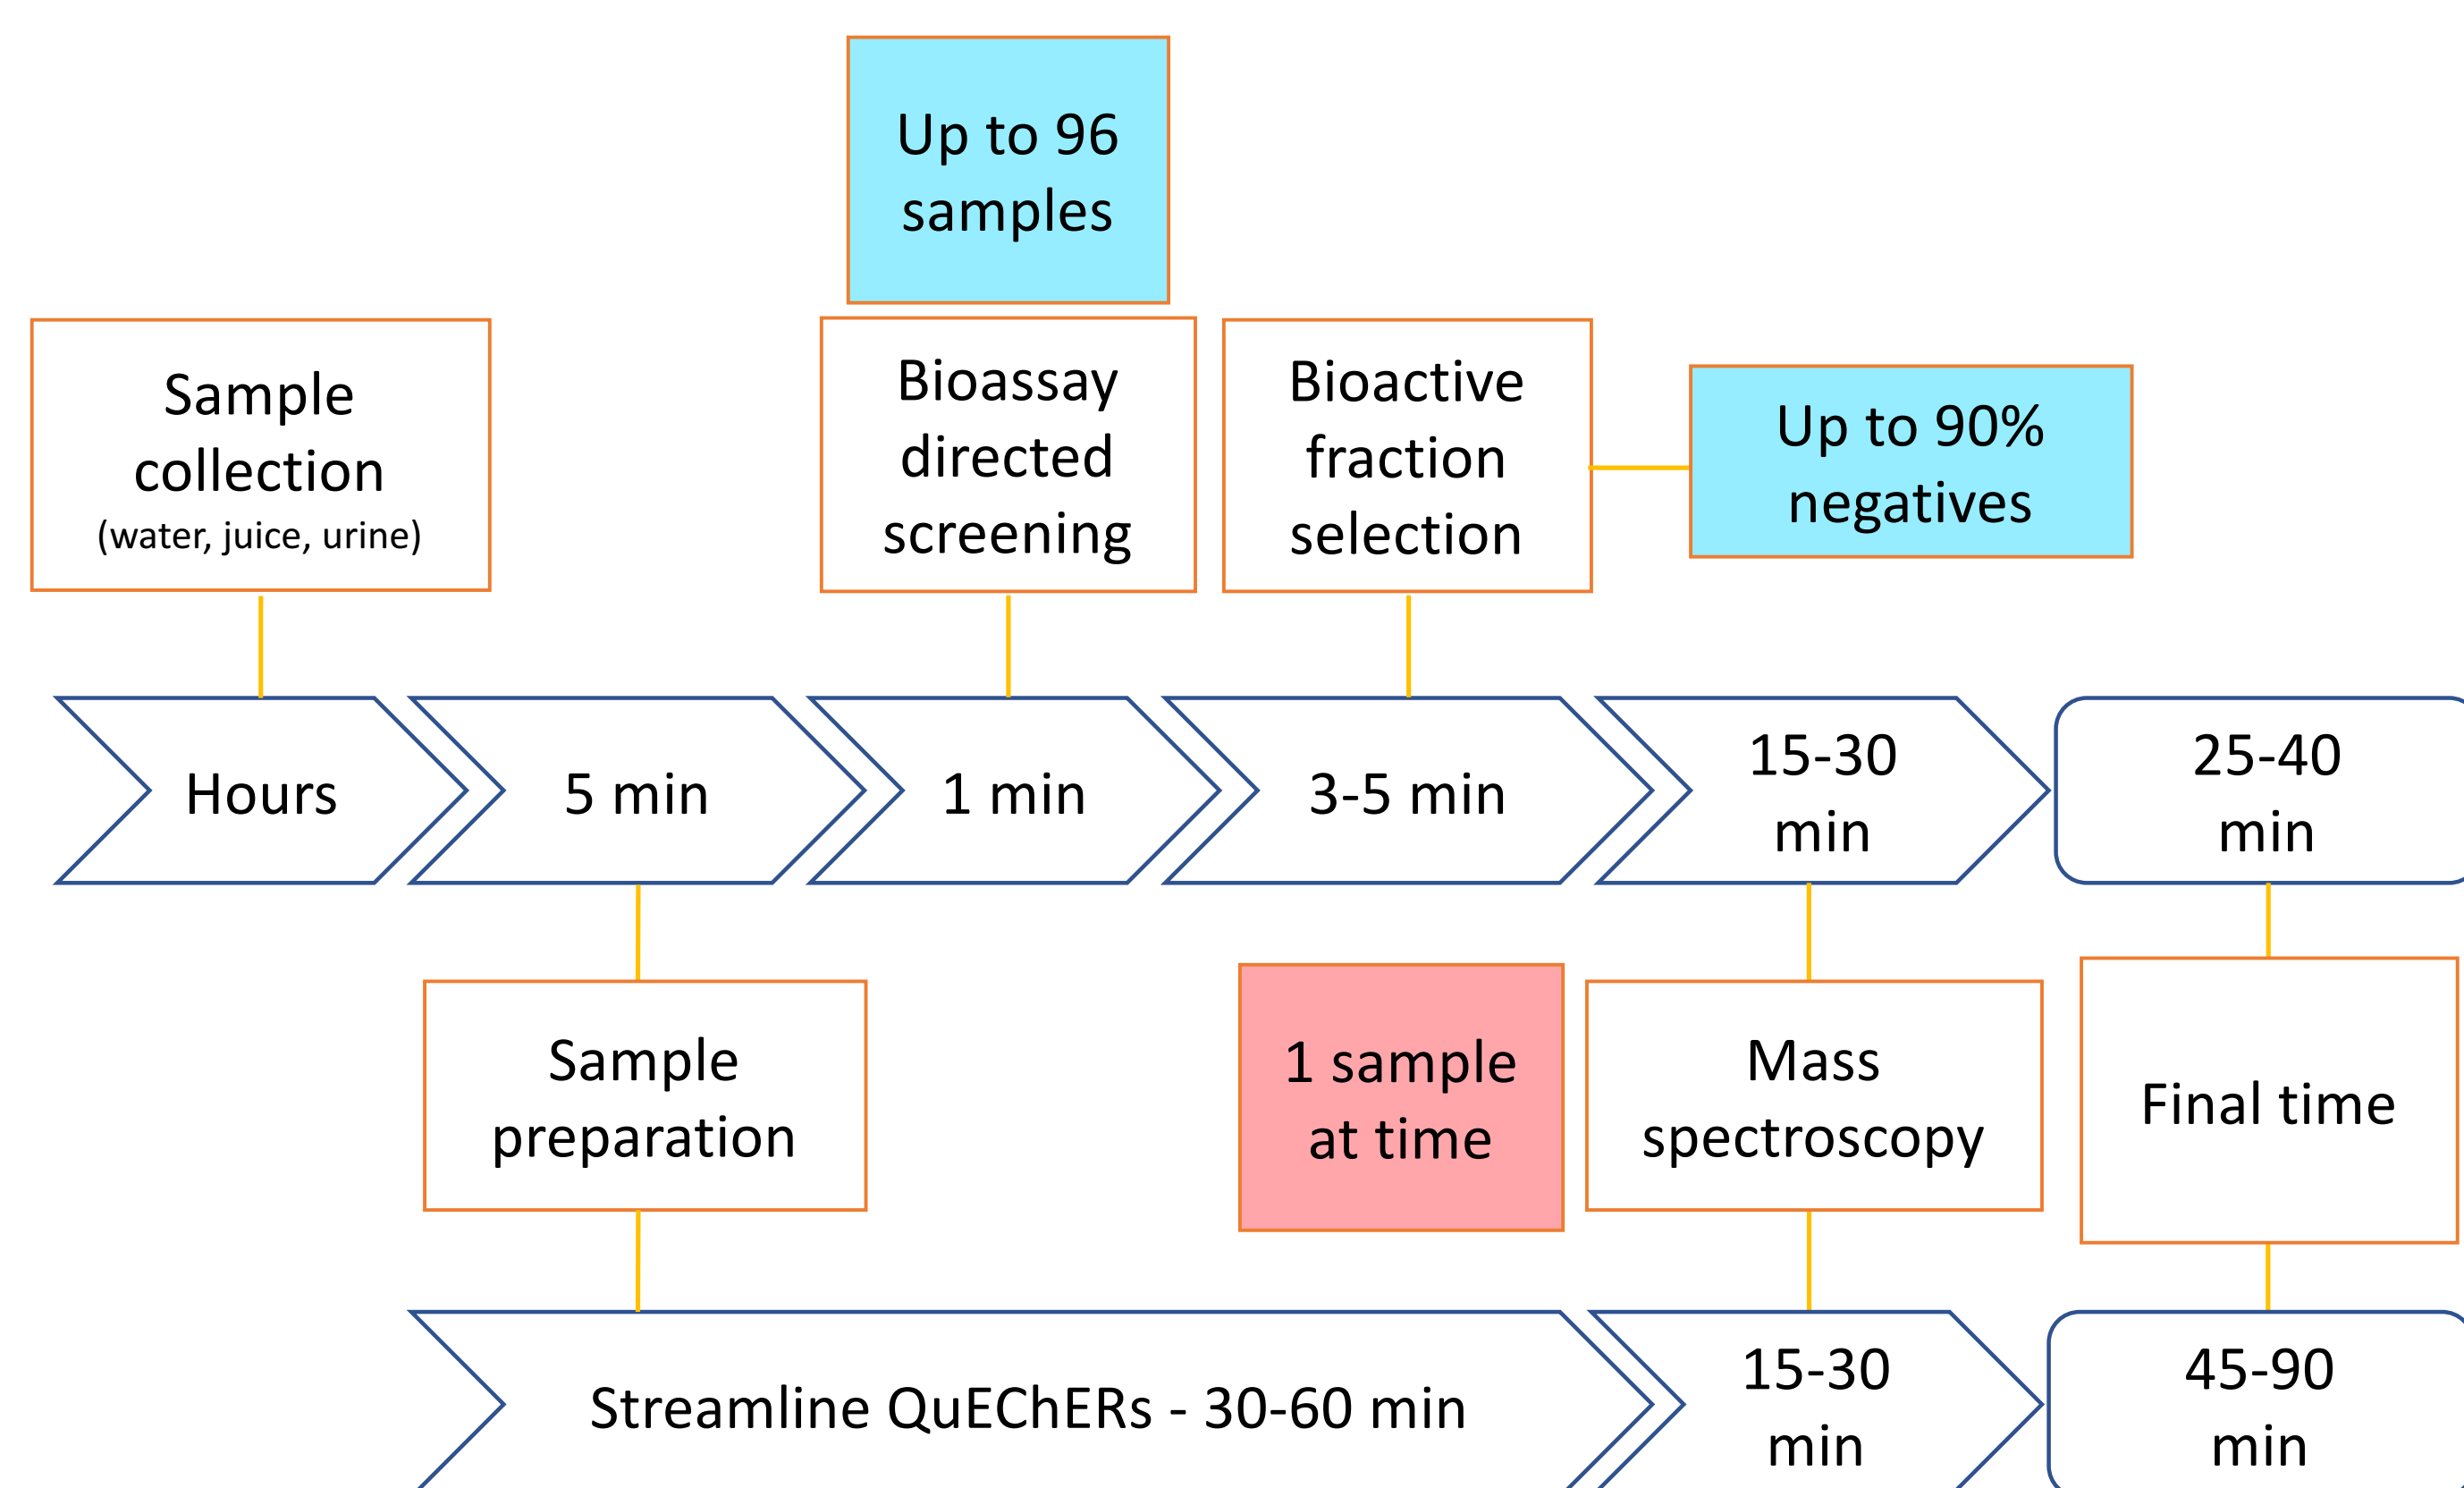 Up to 96
samples
Sample
collection
(water, juice, urine)
Bioassay
directed
screening
Bioactive
fraction
selection
Up to 90%
negatives
Hours
5 min
1 min
3-5 min
15-30
min
25-40
min
Sample
preparation
1 sample
at time
Mass
spectroscopy
Final time
Streamline QuEChERs - 30-60 min
15-30
min
45-90
min